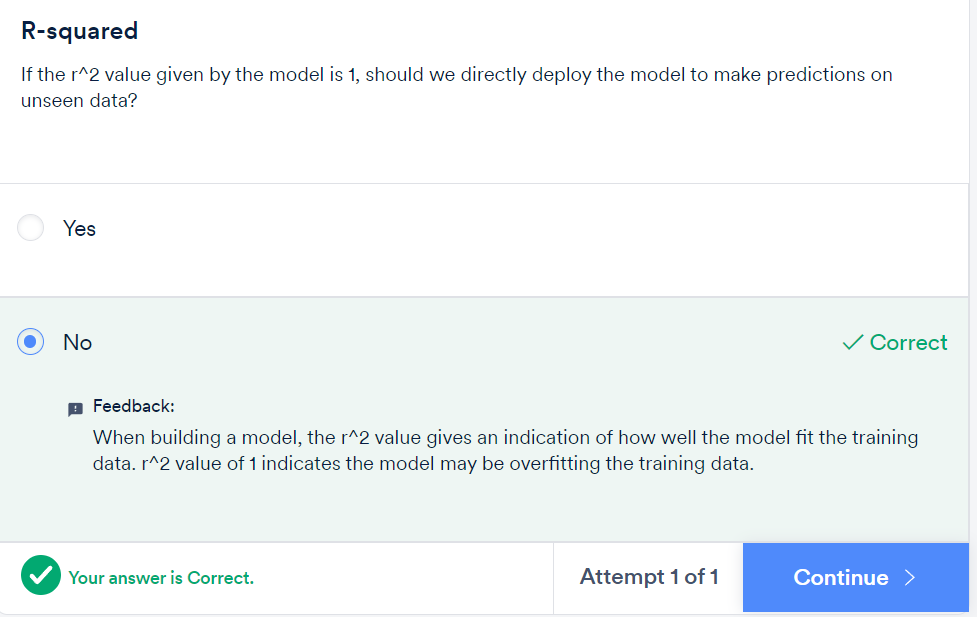 R-squared
If the r^2 value given by the model is 1, should we directly deploy the model to make predictions on
unseen data?
Yes
No
Correct
Feedback:
When building a model, the r^2 value gives an indication of how well the model fit the training
data. r^2 value of 1 indicates the model may be overfitting the training data.
Your answer is Correct.
Attempt 1 of 1
Continue